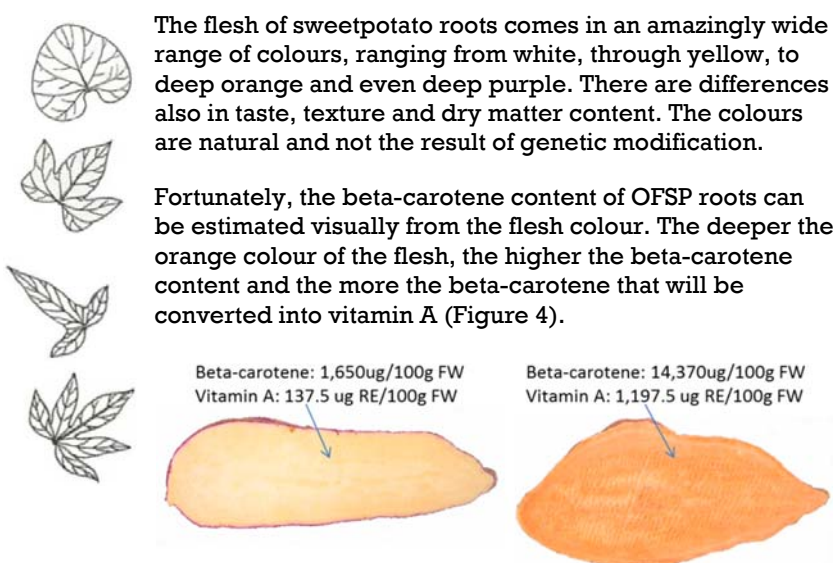 The flesh of sweetpotato roots comes in an amazingly wide
range of colours, ranging from white, through yellow, to
deep orange and even deep purple. There are differences
also in taste, texture and dry matter content. The colours
are natural and not the result of genetic modification.
Fortunately, the beta-carotene content of OFSP roots can
be estimated visually from the flesh colour. The deeper the
orange colour of the flesh, the higher the beta-carotene
content and the more the beta-carotene that will be
converted into vitamin A (Figure 4).
Beta-carotene: 1,650ug/100g FW
Vitamin A: 137.5 ug RE/100g FW
Beta-carotene: 14,370ug/100g FW
Vitamin A: 1,197.5 ug RE/100g FW